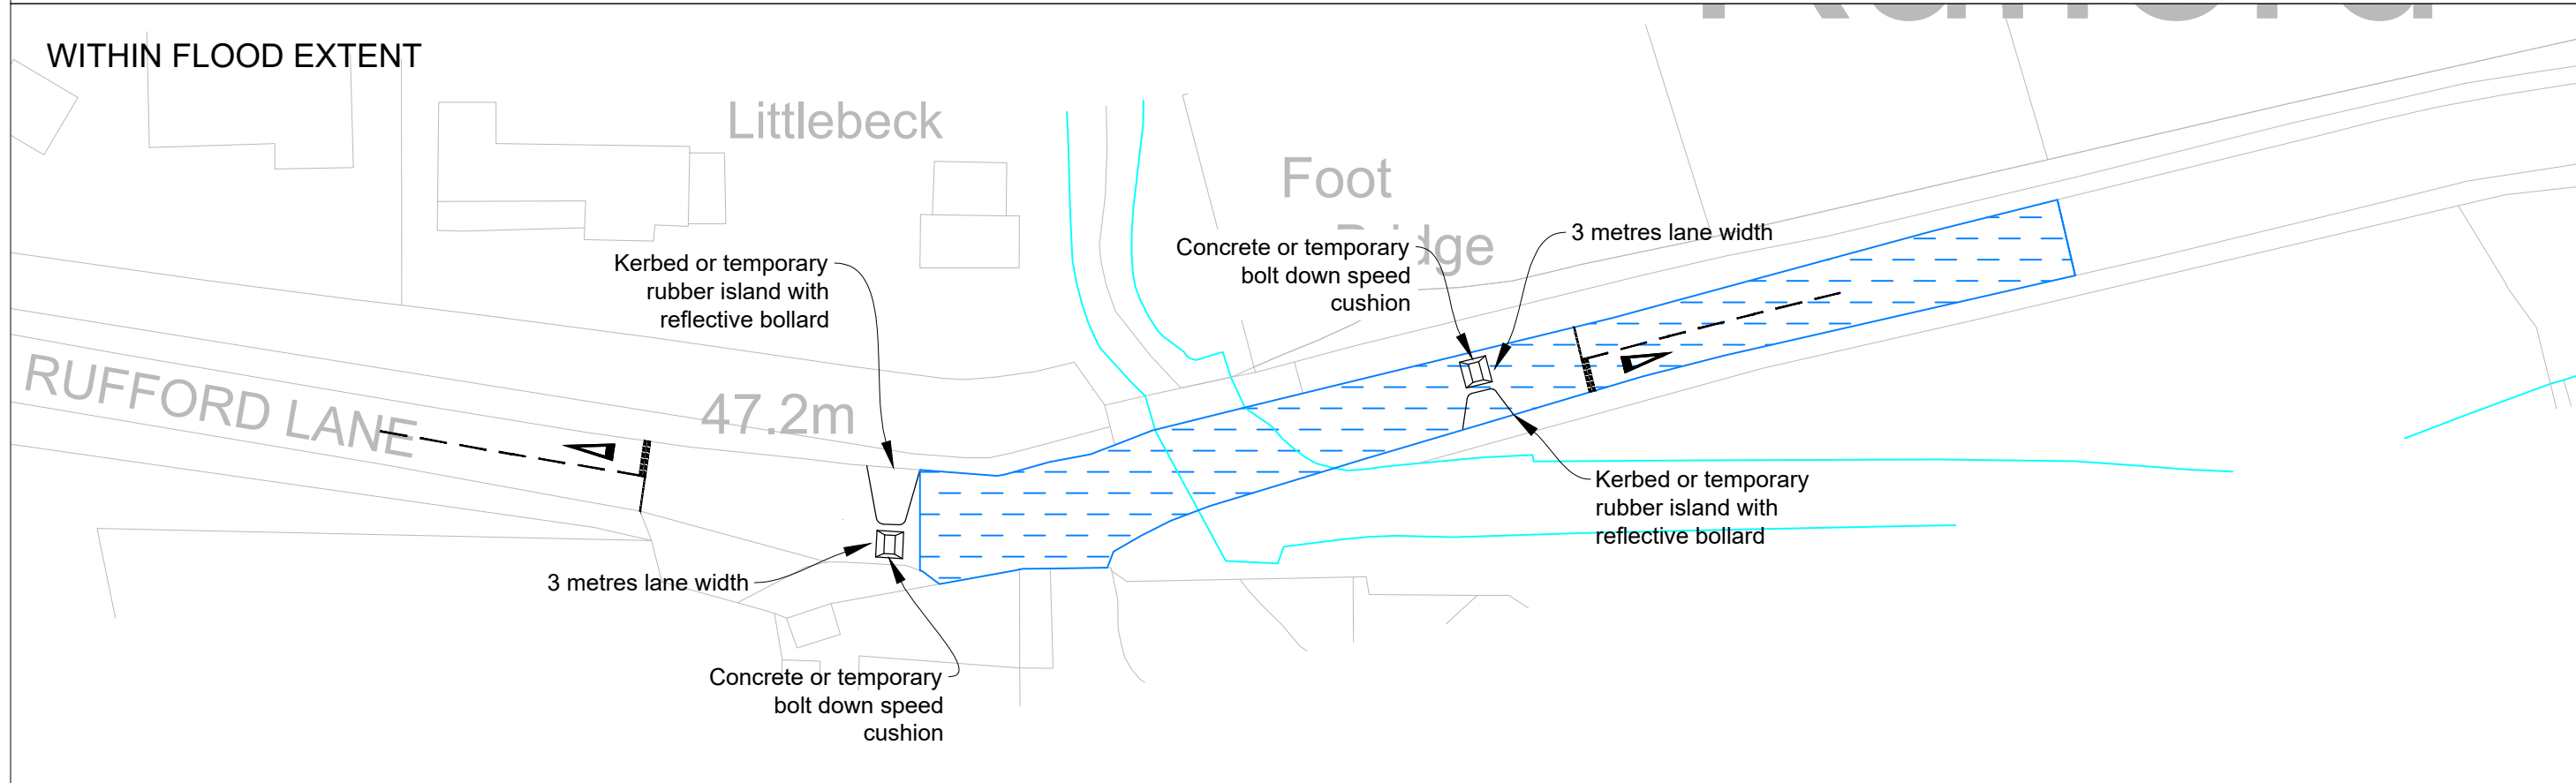 WITHIN FLOOD EXTENT
Littlebeck
Foot
3 metres lane width
Concrete or temporary
bolt down speed
cushion
Kerbed or temporary
rubber island with
reflective bollard
RUFFORD LANE
47.2m
Kerbed or temporary
rubber island with
reflective bollard
3 metres lane width
Concrete or temporary
bolt down speed
cushion